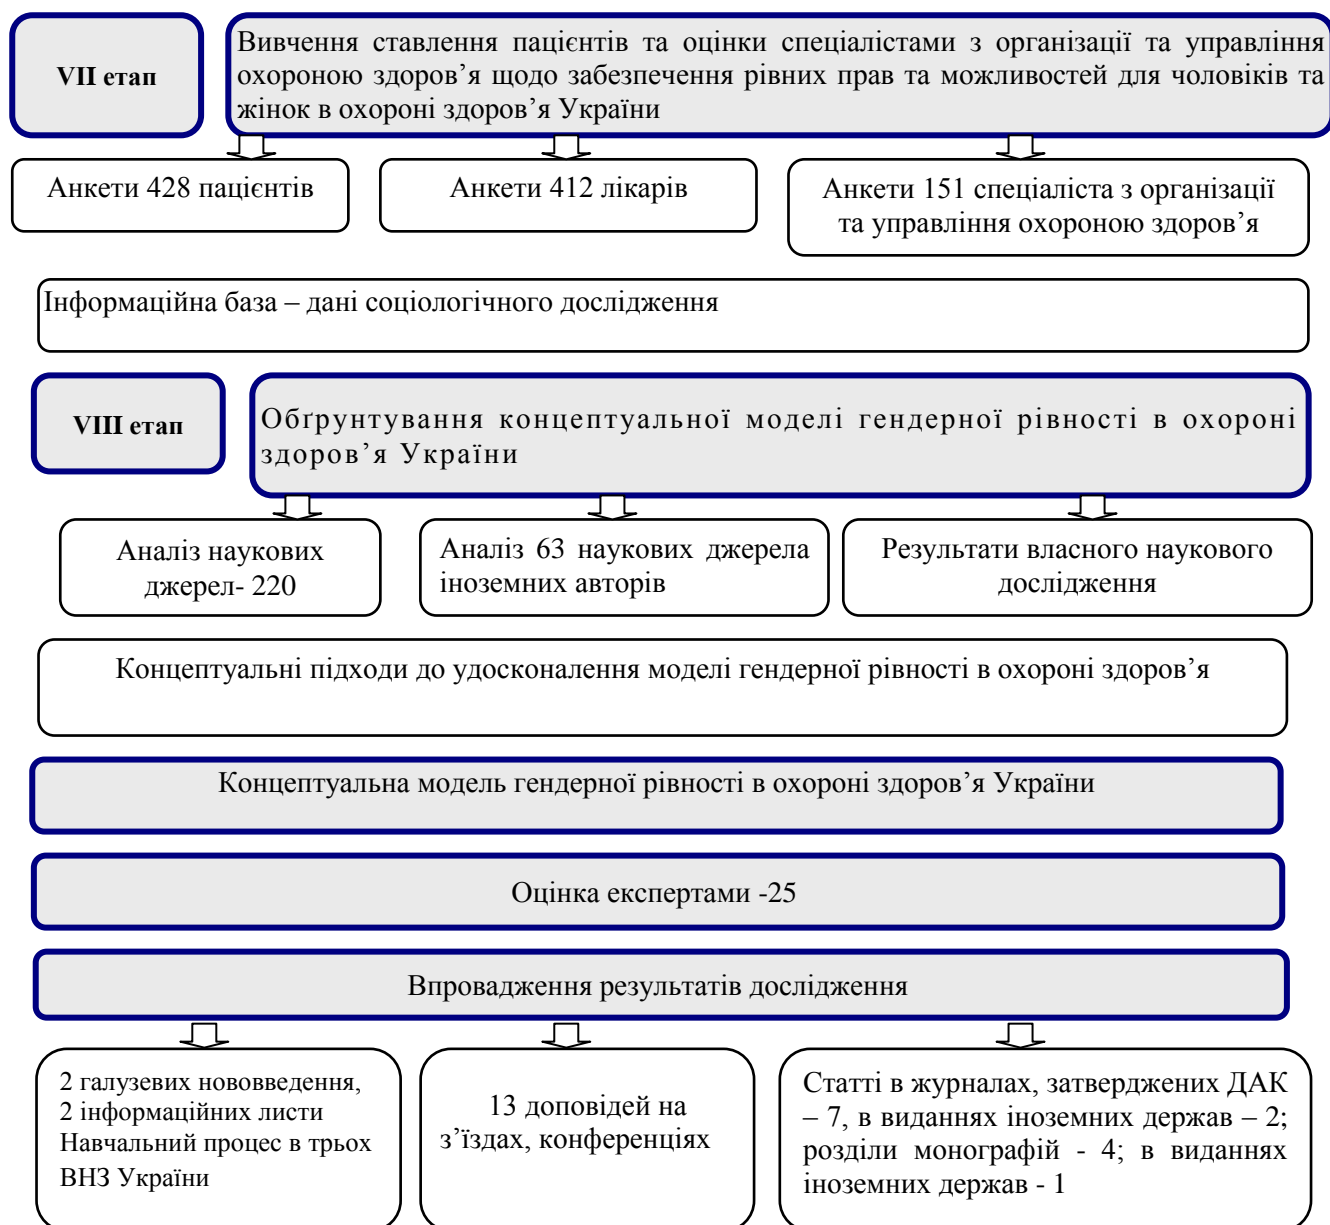 VII етап
Вивчення ставлення пацієнтів та оцінки спеціалістами з організації та управління
охороною здоров’я щодо забезпечення рівних прав та можливостей для чоловіків та
жінок в охороні здоров’я України
Анкети 428 пацієнтів
Анкети 412 лікарів
Анкети 151 спеціаліста з організації
та управління охороною здоров’я
Інформаційна база – дані соціологічного дослідження
VIII етап
Обґрунтування концептуальної моделі гендерної рівності в охороні
здоров’я України
Аналіз наукових
джерел- 220
Аналіз 63 наукових джерела
іноземних авторів
Результати власного наукового
дослідження
Концептуальні підходи до удосконалення моделі гендерної рівності в охороні здоров’я
Концептуальна модель гендерної рівності в охороні здоров’я України
Оцінка експертами -25
Впровадження результатів дослідження
2 галузевих нововведення,
2 інформаційних листи
Навчальний процес в трьох
ВНЗ України
13 доповідей на
з’їздах, конференціях
Статті в журналах, затверджених ДАК
– 7, в виданнях іноземних держав – 2;
розділи монографій - 4; в виданнях
іноземних держав - 1